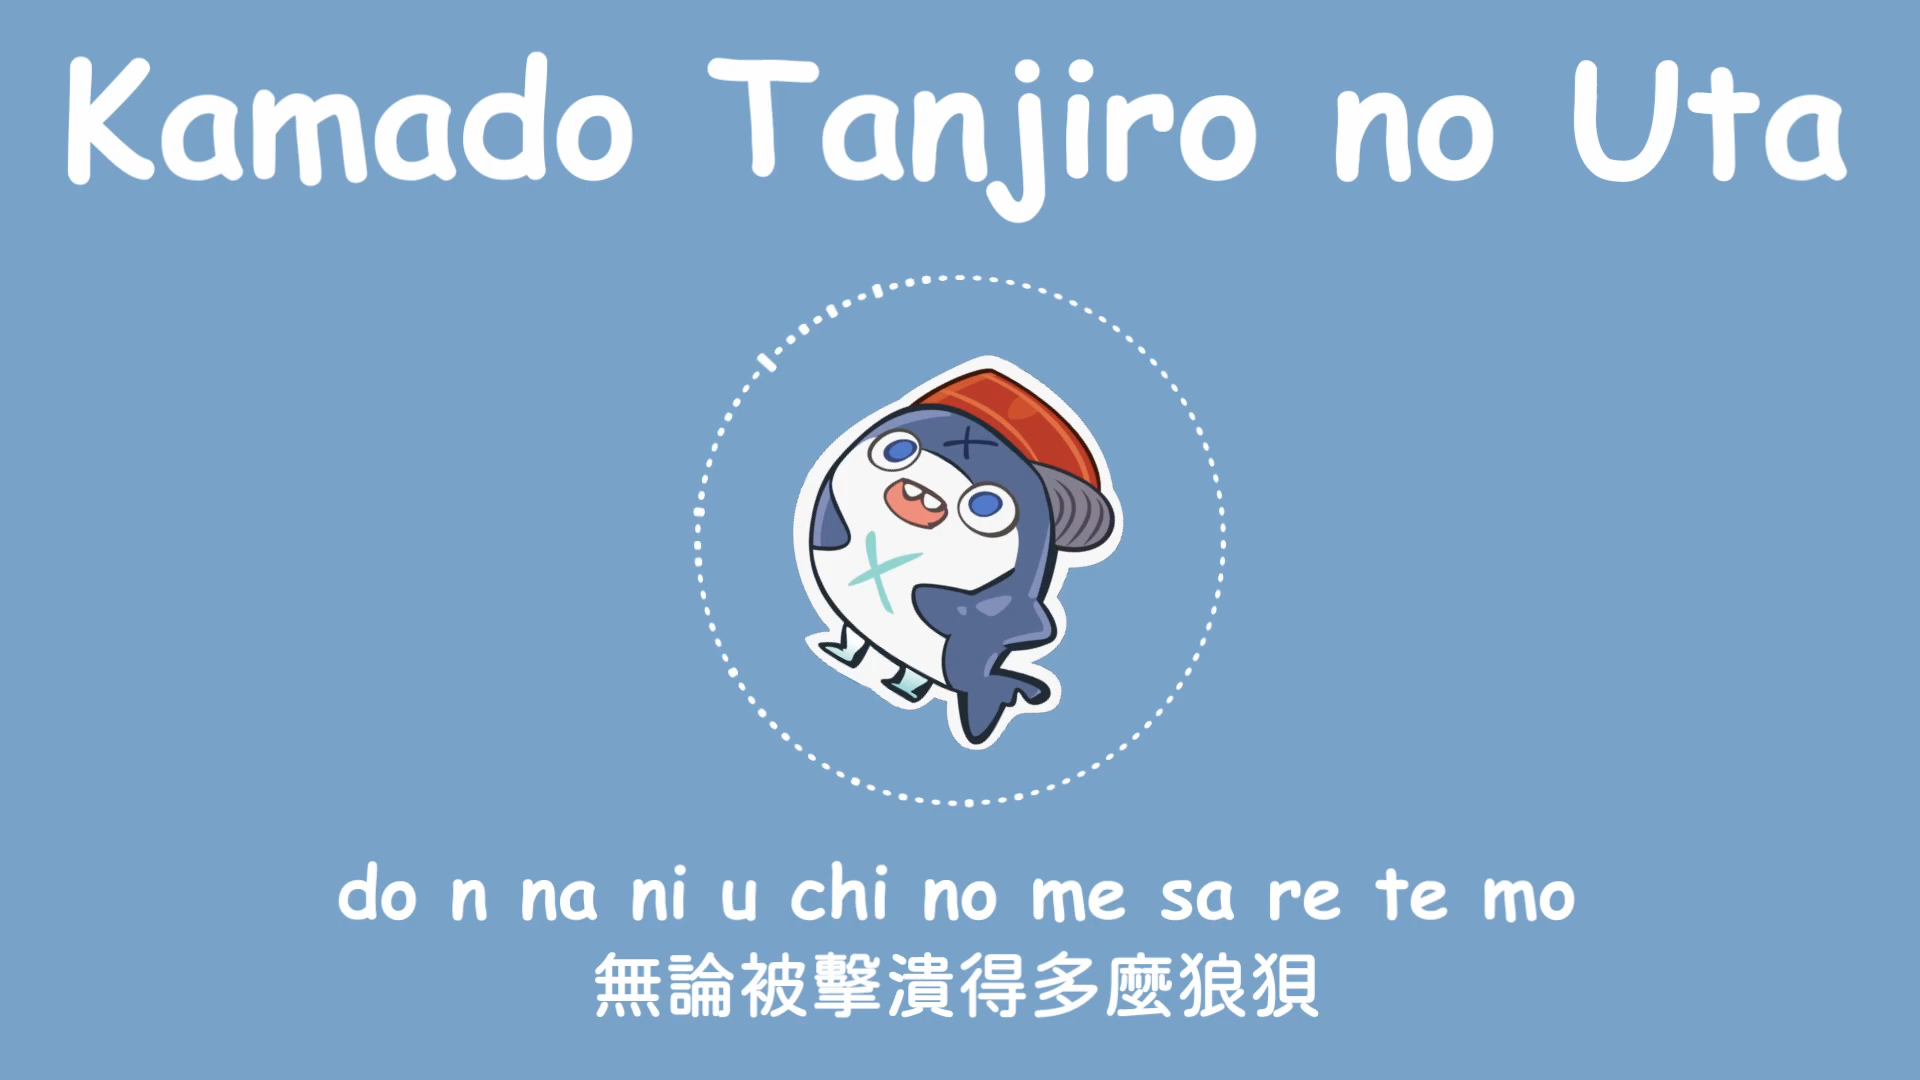 Kamado Tanjiro no Uta
do n na ni u chi no me sa re te mo
無論被擊潰得多麼狼狽